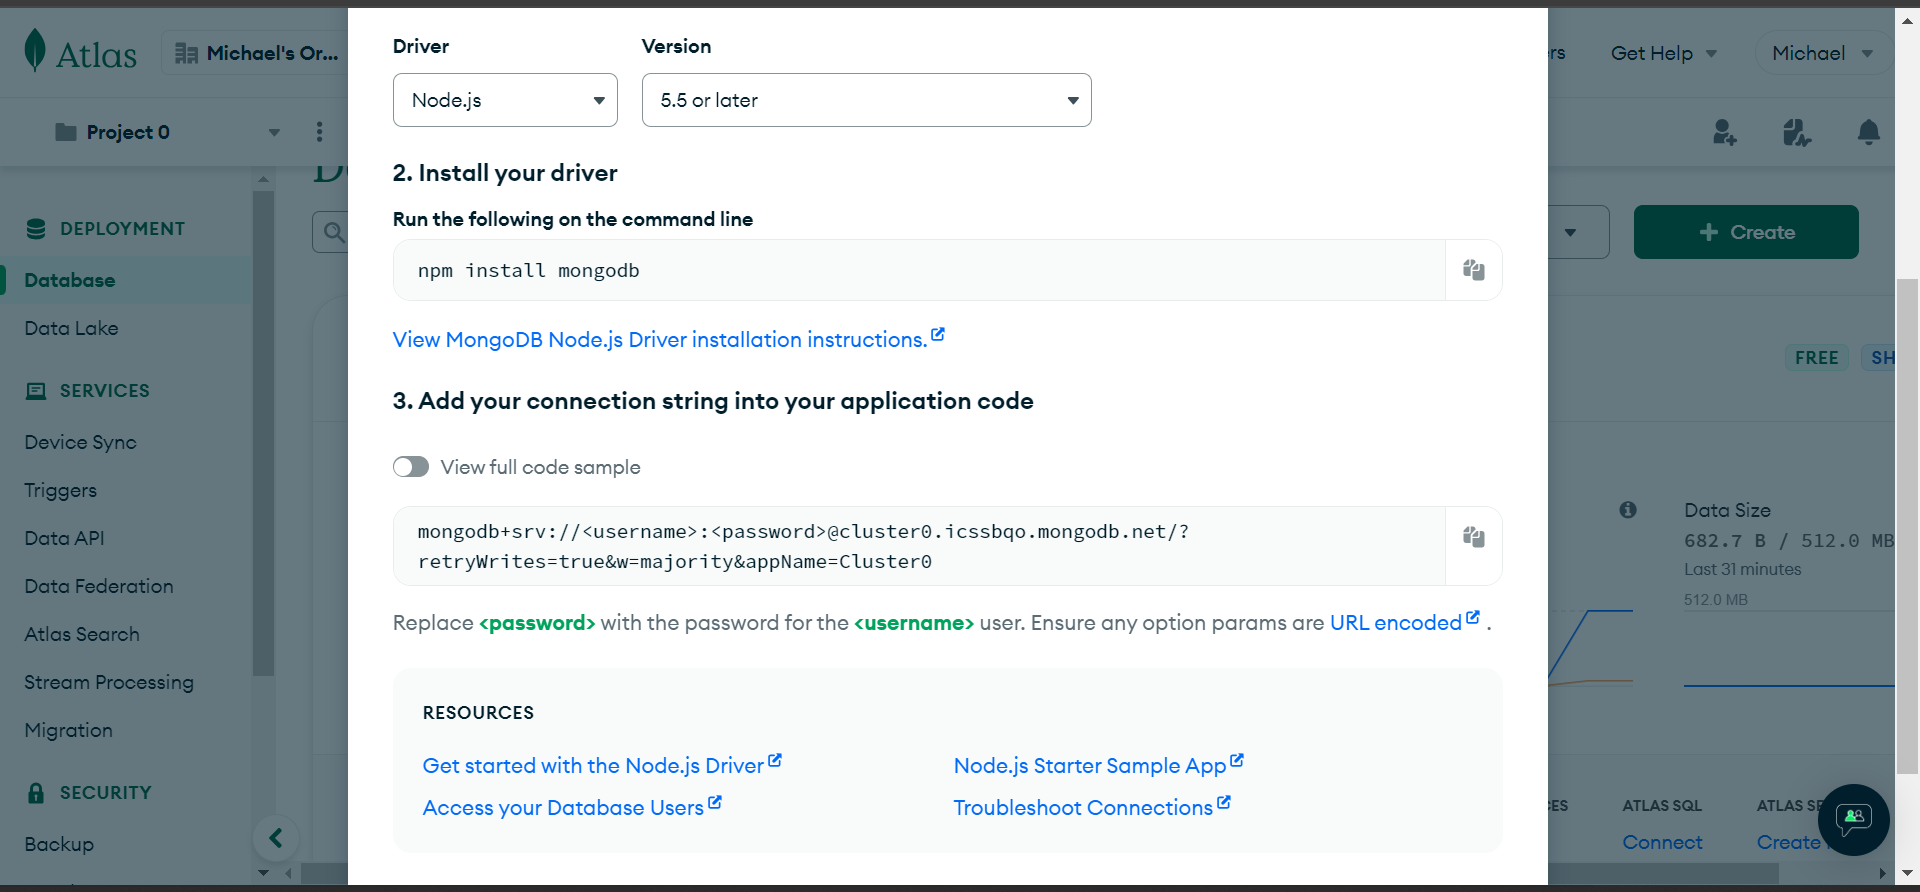 Atlas
Michael's Or...
Get Help
Michael
Project 0
DEPLOYMENT
Database
Data Lake
SERVICES
Device Sync
Triggers
Data API
Data Federation
Atlas Search
Stream Processing
Migration
SECURITY
Backup
Driver
Version
Node.js
5.5 or later
2. Install your driver
Run the following on the command line
npm install mongodb
View MongoDB Node.js Driver installation instructions.
3. Add your connection string into your application code
View full code sample
mongodb+srv://<username>:<password>@cluster0.icssbqo.mongodb.net/?
retryWrites=true&w=majority&appName=Cluster0
Replace <password> with the password for the <username> user. Ensure any option params are URL encoded .
RESOURCES
Get started with the Node.js Driver
Node.js Starter Sample App
Access your Database Users
Troubleshoot Connections
+ Create
FREE
SH
Data Size
682.7 B / 512.0 MB
Last 31 minutes
512.0 MB
ATLAS SQL
ATLAS SE
Connect
Create